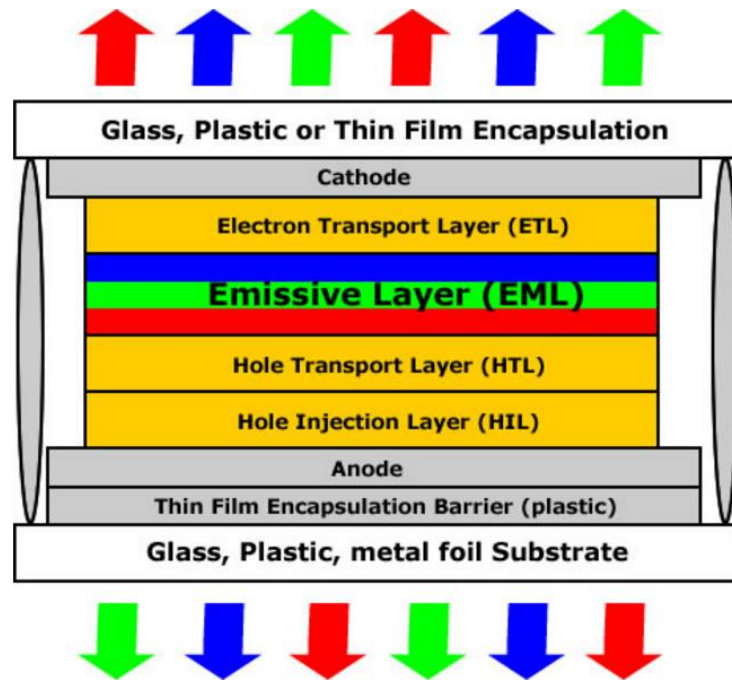 Glass, Plastic or Thin Film Encapsulation
Cathode
Electron Transport Layer (ETL)
Emissive Layer (EML)
Hole Transport Layer (HTL)
Hole Injection Layer (HIL)
Anode
Thin Film Encapsulation Barrier (plastic)
Glass, Plastic, metal foil Substrate